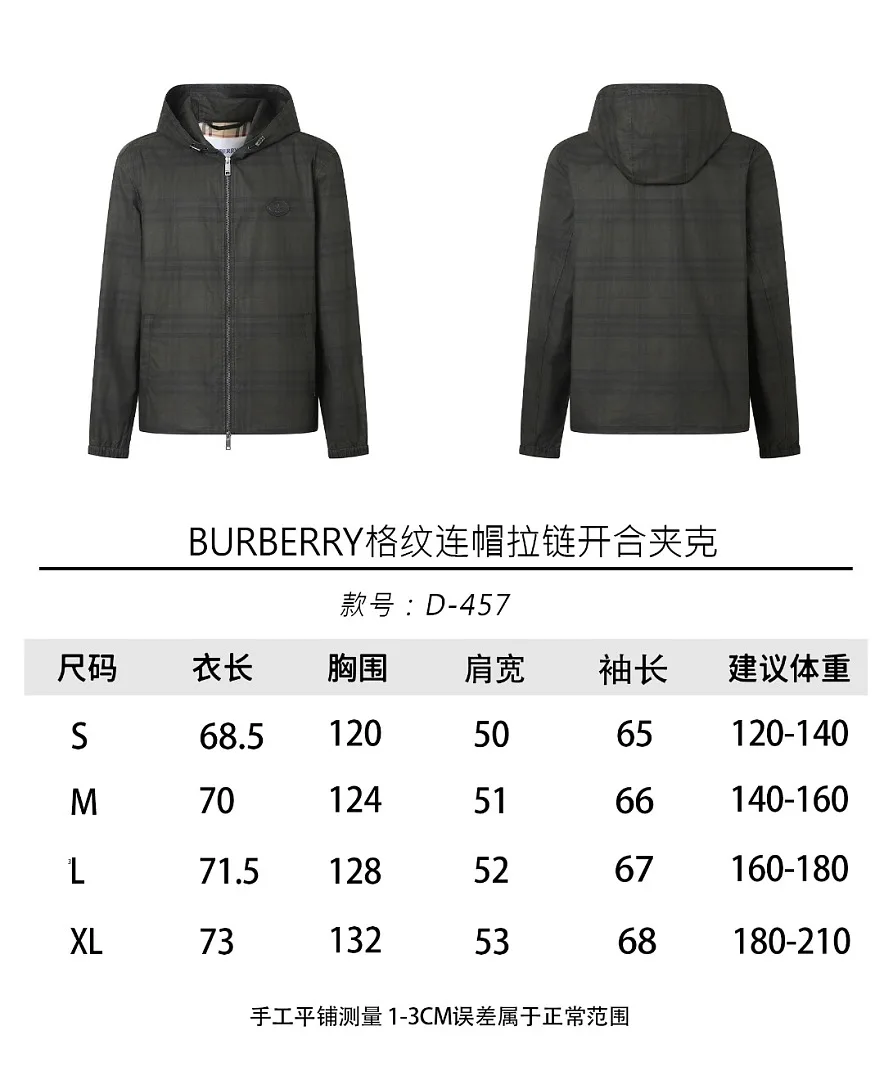 BURBERRY格纹连帽拉链开合夹克
款号：D-457
尺码 衣长 胸围 肩宽 袖长 建议体重
S 68.5 120 50 65 120-140
M 70 124 51 66 140-160
L 71.5 128 52 67 160-180
XL 73 132 53 68 180-210
手工平铺测量 1-3CM误差属于正常范围